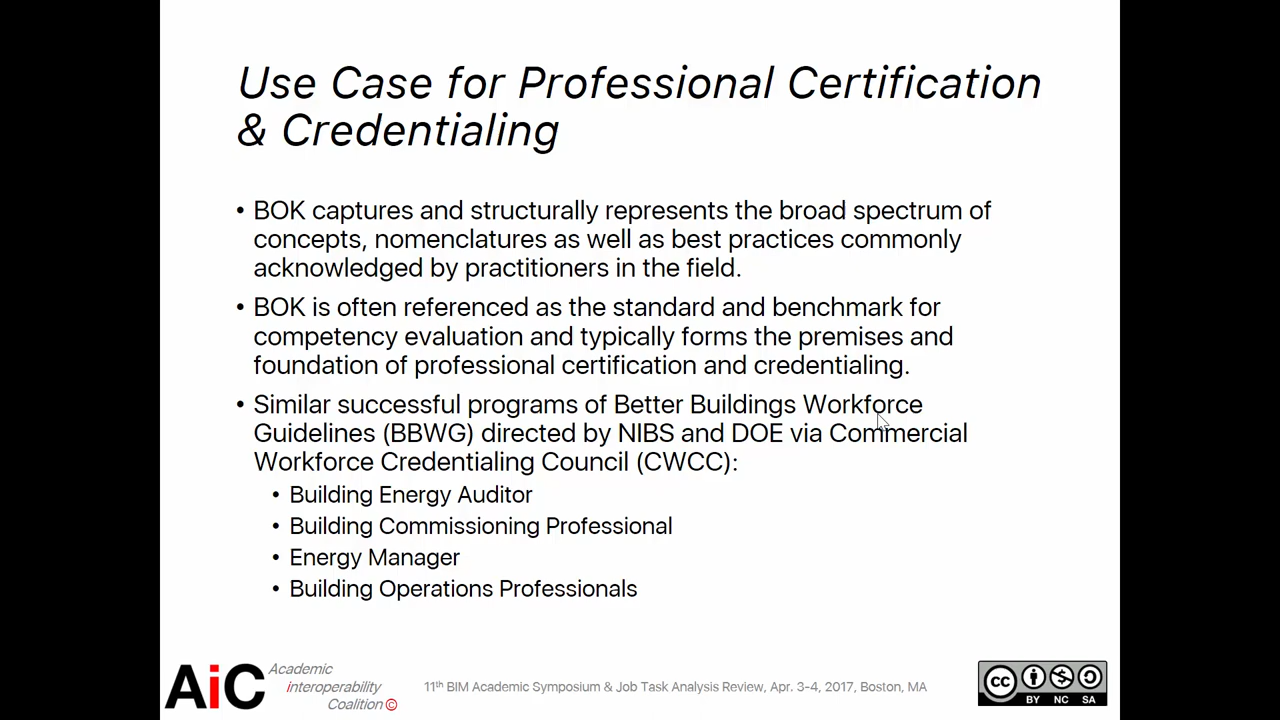 Use Case for Professional Certification
& Credentialing
• BOK captures and structurally represents the broad spectrum of
concepts, nomenclatures as well as best practices commonly
acknowledged by practitioners in the field.
• BOK is often referenced as the standard and benchmark for
competency evaluation and typically forms the premises and
foundation of professional certification and credentialing.
• Similar successful programs of Better Buildings Workforce
Guidelines (BBWG) directed by NIBS and DOE via Commercial
Workforce Credentialing Council (CWCC):
• Building Energy Auditor
• Building Commissioning Professional
• Energy Manager
• Building Operations Professionals
AiC
Academic
interoperability
Coalition ©
11th BIM Academic Symposium & Job Task Analysis Review, Apr. 3-4, 2017, Boston, MA
cc
BY NC SA